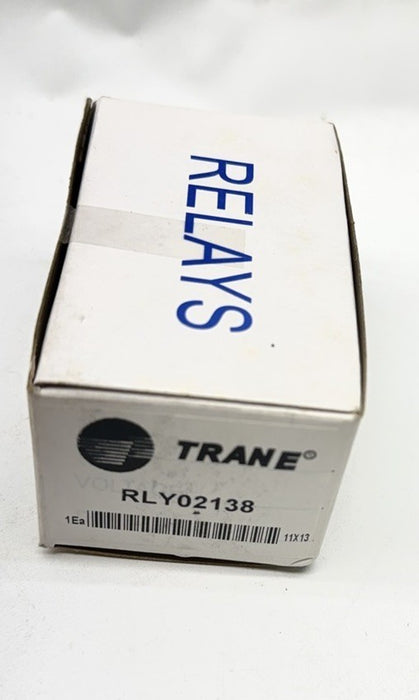 RELAYS
TRANE®
RLY02138
1Ea
11X13